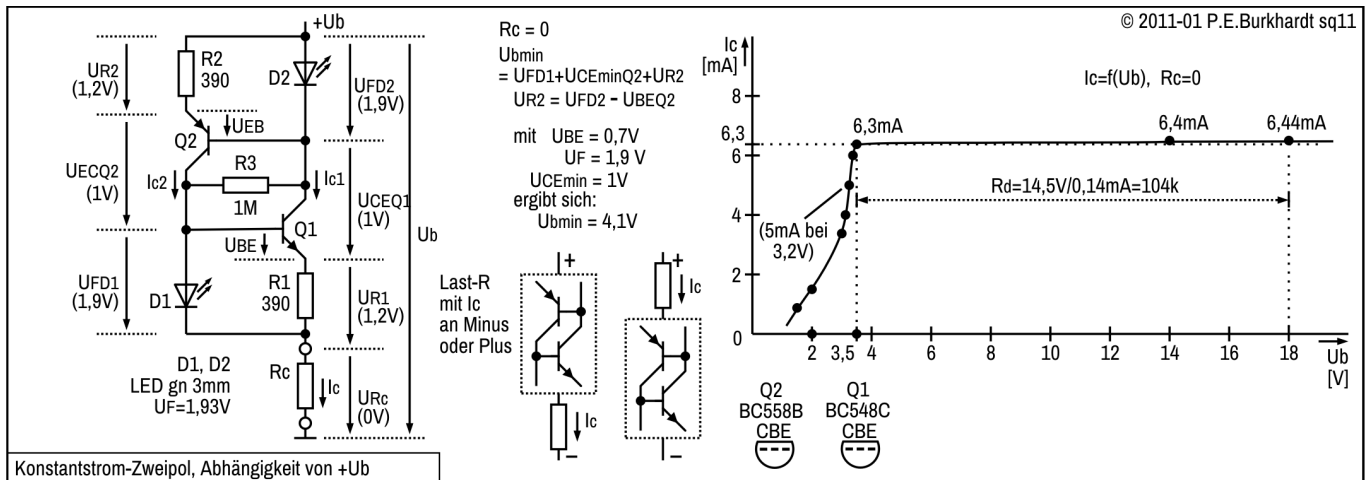 © 2011-01 P.E.Burkhardt sq11
+Ub
R2
390
D2
UR2
(1,2V)
UFD2
(1,9V)
UEB
Q2
UECQ2
(1V)
R3
1M
Ic2
Ic1
UCEQ1
(1V)
Ub
Q1
UBE
UFD1
(1,9V)
D1
R1
390
UR1
(1,2V)
D1, D2
LED gn 3mm
UF=1,93V
Rc
Ic
URc
(0V)
Konstantstrom-Zweipol, Abhängigkeit von +Ub
Rc = 0
Ubmin
= UFD1+UCEminQ2+UR2
UR2 = UFD2 − UBEQ2
mit UBE = 0,7V
UF = 1,9 V
UCEmin = 1V
ergibt sich:
Ubmin = 4,1V
Last-R
mit Ic
an Minus
oder Plus
+
Ic
−
+
Ic
−
Ic
[mA]
Ic=f(Ub), Rc=0
8
6,3
6
4
2
0
6,3mA
6,4mA
6,44mA
Rd=14,5V/0,14mA=104k
(5mA bei
3,2V)
2 3,5 4 6 8 10 12 14 16 18
Ub
[V]
Q2
BC558B
CBE
Q1
BC548C
CBE